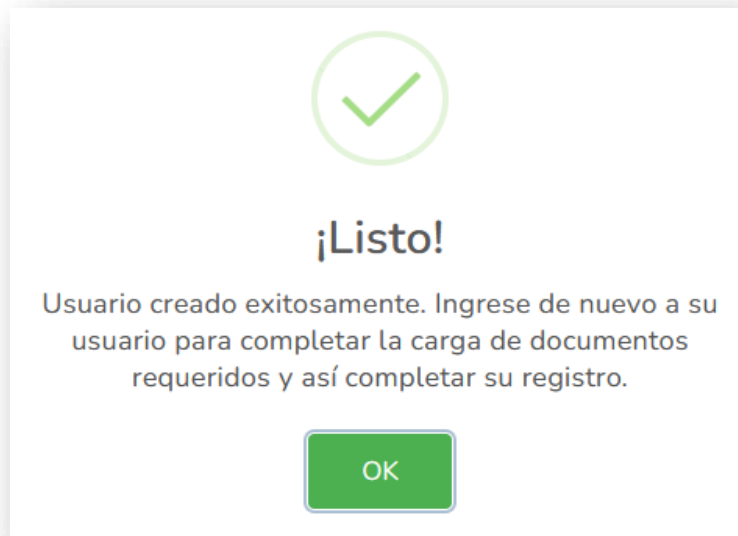 ¡Listo!
Usuario creado exitosamente. Ingrese de nuevo a su
usuario para completar la carga de documentos
requeridos y así completar su registro.
OK